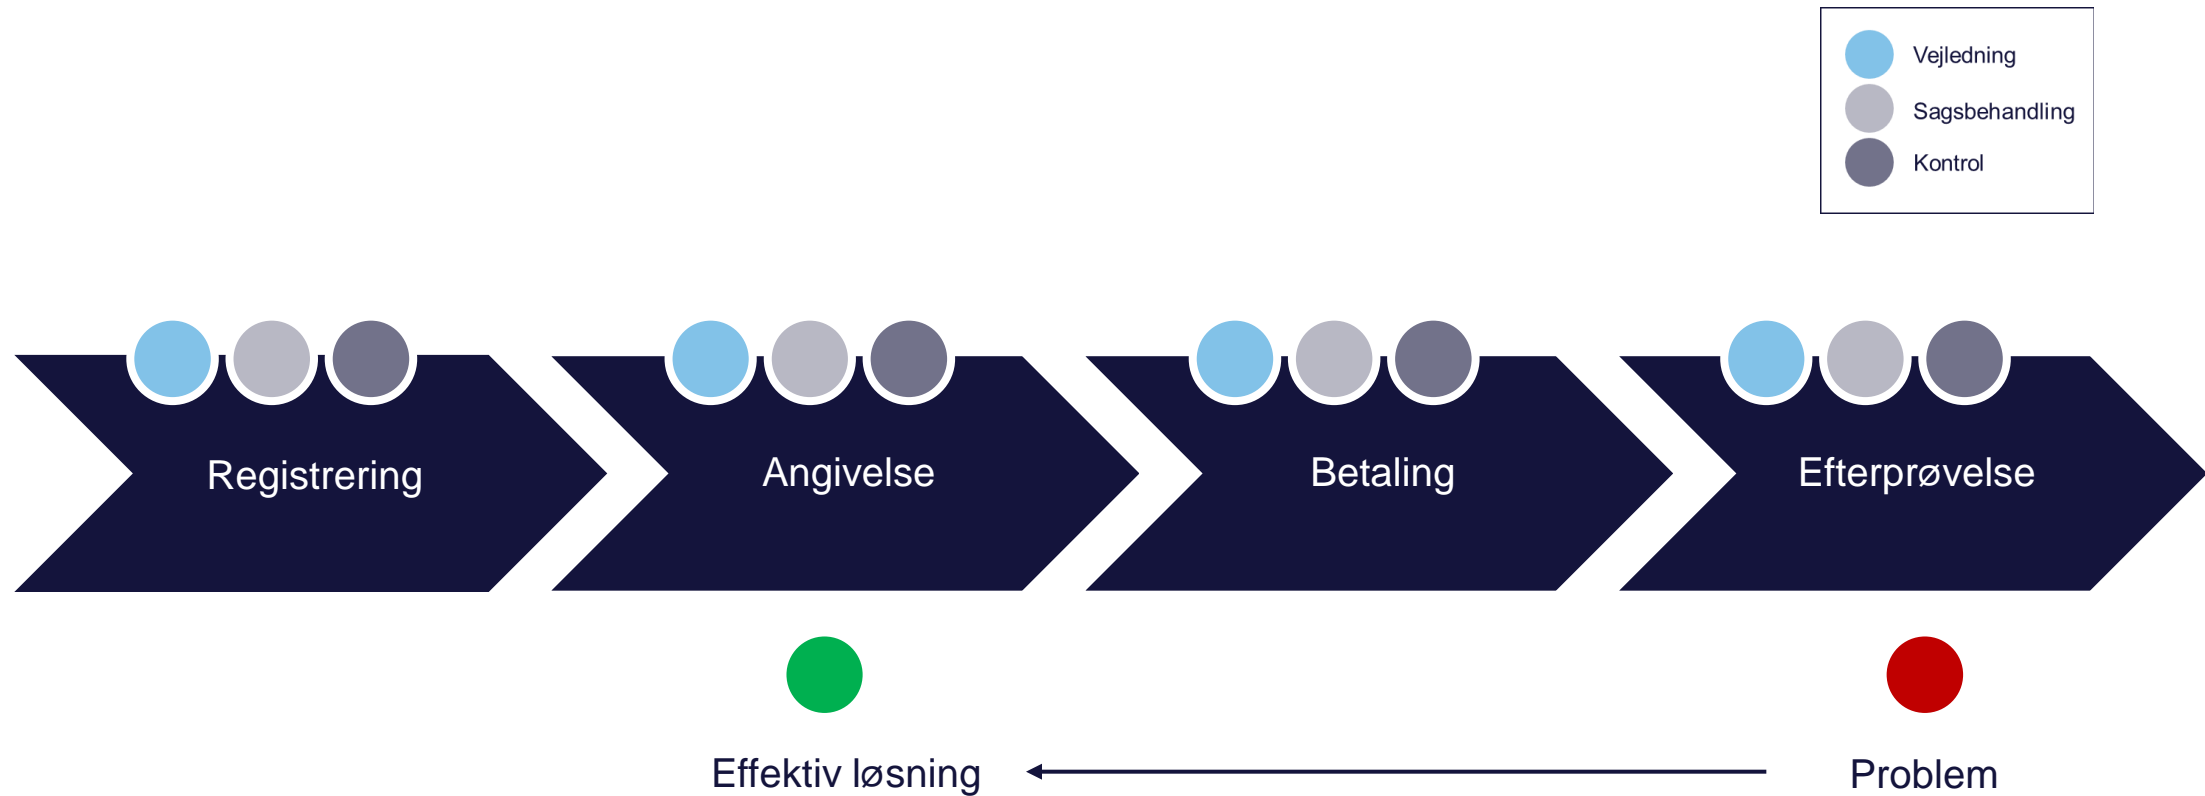 Vejledning
Sagsbehandling
Kontrol
Registrering
Angivelse
Betaling
Efterprøvelse
Effektiv løsning
Problem